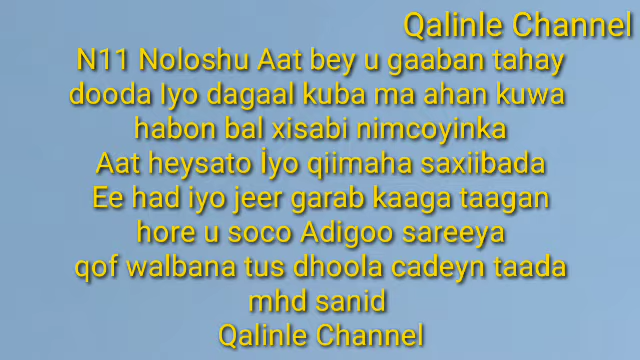 Qalinle Channel
N11 Noloshu Aat bey u gaaban tahay
dooda Iyo dagaal kuba ma ahan kuwa
habon bal xisabi nimcoyinka
Aat heysato İyo qiimaha saxiibada
Ee had iyo jeer garab kaaga taagan
hore u soco Adigoo sareeya
qof walbana tus dhoola cadeyn taada
mhd sanid
Qalinle Channel